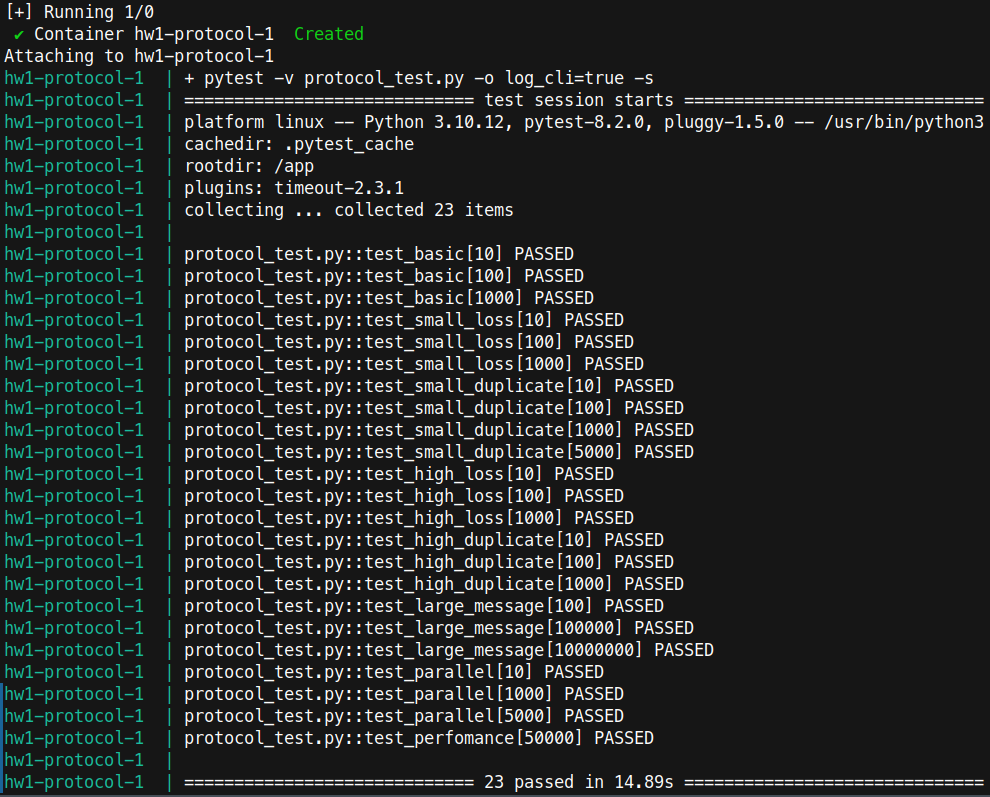 [+] Running 1/0
✔ Container hw1-protocol-1  Created
Attaching to hw1-protocol-1
hw1-protocol-1  | + pytest -v protocol_test.py -o log_cli=true -s
hw1-protocol-1  | ============================= test session starts ==============================
hw1-protocol-1  | platform linux -- Python 3.10.12, pytest-8.2.0, pluggy-1.5.0 -- /usr/bin/python3
hw1-protocol-1  | cachedir: .pytest_cache
hw1-protocol-1  | rootdir: /app
hw1-protocol-1  | plugins: timeout-2.3.1
hw1-protocol-1  | collecting ... collected 23 items
hw1-protocol-1  |
hw1-protocol-1  | protocol_test.py::test_basic[10] PASSED
hw1-protocol-1  | protocol_test.py::test_basic[100] PASSED
hw1-protocol-1  | protocol_test.py::test_basic[1000] PASSED
hw1-protocol-1  | protocol_test.py::test_small_loss[10] PASSED
hw1-protocol-1  | protocol_test.py::test_small_loss[100] PASSED
hw1-protocol-1  | protocol_test.py::test_small_loss[1000] PASSED
hw1-protocol-1  | protocol_test.py::test_small_duplicate[10] PASSED
hw1-protocol-1  | protocol_test.py::test_small_duplicate[100] PASSED
hw1-protocol-1  | protocol_test.py::test_small_duplicate[1000] PASSED
hw1-protocol-1  | protocol_test.py::test_small_duplicate[5000] PASSED
hw1-protocol-1  | protocol_test.py::test_high_loss[10] PASSED
hw1-protocol-1  | protocol_test.py::test_high_loss[100] PASSED
hw1-protocol-1  | protocol_test.py::test_high_loss[1000] PASSED
hw1-protocol-1  | protocol_test.py::test_high_duplicate[10] PASSED
hw1-protocol-1  | protocol_test.py::test_high_duplicate[100] PASSED
hw1-protocol-1  | protocol_test.py::test_high_duplicate[1000] PASSED
hw1-protocol-1  | protocol_test.py::test_large_message[100] PASSED
hw1-protocol-1  | protocol_test.py::test_large_message[100000] PASSED
hw1-protocol-1  | protocol_test.py::test_large_message[10000000] PASSED
hw1-protocol-1  | protocol_test.py::test_parallel[10] PASSED
hw1-protocol-1  | protocol_test.py::test_parallel[1000] PASSED
hw1-protocol-1  | protocol_test.py::test_parallel[5000] PASSED
hw1-protocol-1  | protocol_test.py::test_perfomance[50000] PASSED
hw1-protocol-1  |
hw1-protocol-1  | ============================= 23 passed in 14.89s ==============================